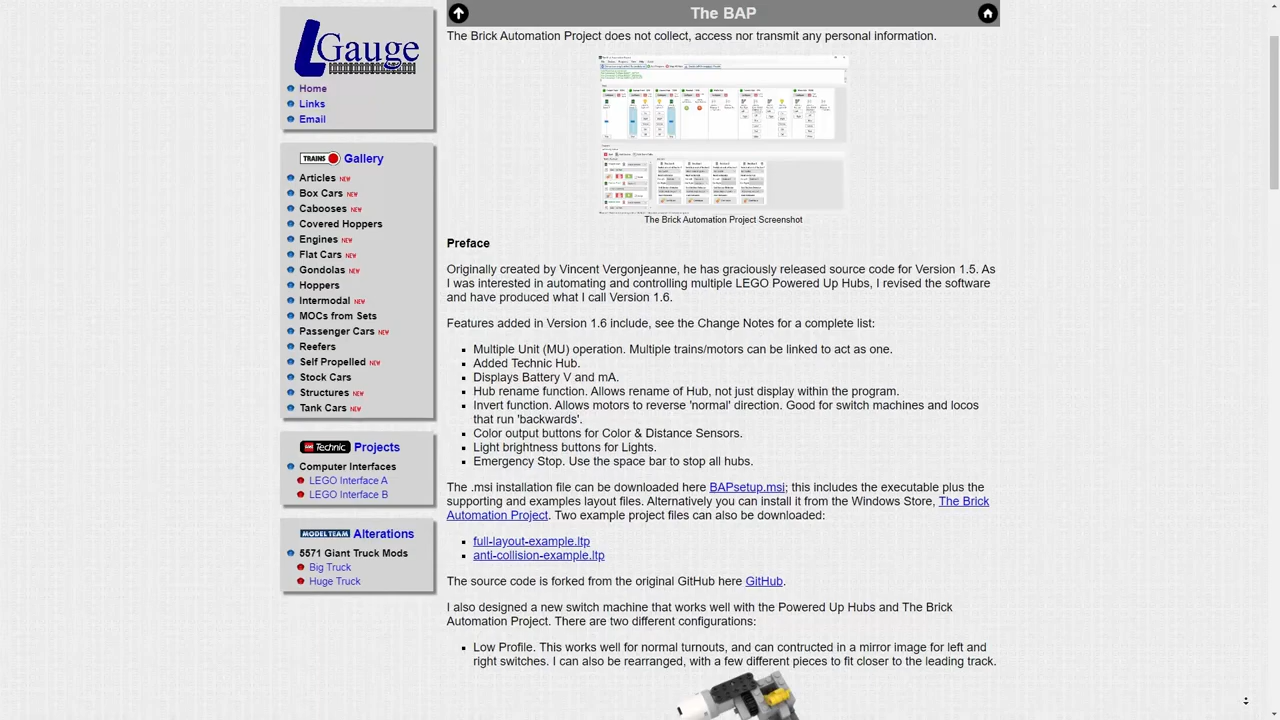 LGauge
Home
Links
Email
TRAINS Gallery
Articles NEW
Box Cars NEW
Cabooses NEW
Covered Hoppers
Engines NEW
Flat Cars NEW
Gondolas NEW
Hoppers
Intermodal NEW
MOCs from Sets
Passenger Cars NEW
Reefers
Self Propelled NEW
Stock Cars
Structures NEW
Tank Cars NEW
Technic Projects
Computer Interfaces
LEGO Interface A
LEGO Interface B
MODEL TEAM Alterations
5571 Giant Truck Mods
Big Truck
Huge Truck
The BAP
The Brick Automation Project does not collect, access nor transmit any personal information.
The Brick Automation Project Screenshot
Preface
Originally created by Vincent Vergonjeanne, he has graciously released source code for Version 1.5. As
I was interested in automating and controlling multiple LEGO Powered Up Hubs, I revised the software
and have produced what I call Version 1.6.
Features added in Version 1.6 include, see the Change Notes for a complete list:
Multiple Unit (MU) operation. Multiple trains/motors can be linked to act as one.
Added Technic Hub.
Displays Battery V and mA.
Hub rename function. Allows rename of Hub, not just display within the program.
Invert function. Allows motors to reverse 'normal' direction. Good for switch machines and locos
that run 'backwards'.
Color output buttons for Color & Distance Sensors.
Light brightness buttons for Lights.
Emergency Stop. Use the space bar to stop all hubs.
The .msi installation file can be downloaded here BAPsetup.msi; this includes the executable plus the
supporting and examples layout files. Alternatively you can install it from the Windows Store, The Brick
Automation Project. Two example project files can also be downloaded:
full-layout-example.ltp
anti-collision-example.ltp
The source code is forked from the original GitHub here GitHub.
I also designed a new switch machine that works well with the Powered Up Hubs and The Brick
Automation Project. There are two different configurations:
Low Profile. This works well for normal turnouts, and can contructed in a mirror image for left and
right switches. I can also be rearranged, with a few different pieces to fit closer to the leading track.